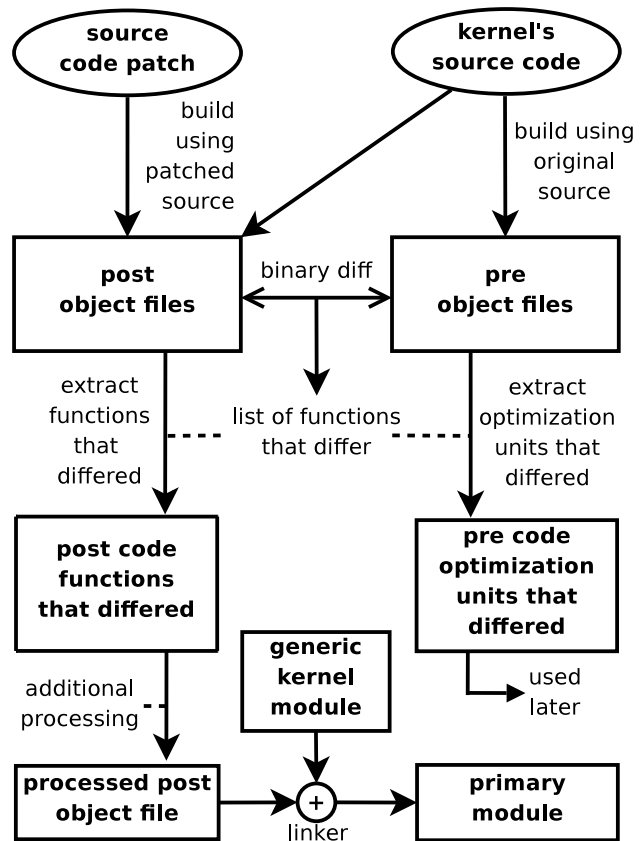 source
code patch
kernel's
source code
build
using
patched
source
build using
original
source
post
object files
binary diff
pre
object files
extract
functions
that
differed
list of functions
that differ
extract
optimization
units that
differed
post code
functions
that differed
pre code
optimization
units that
differed
generic
kernel
module
used
later
additional
processing
processed post
object file
+
linker
primary
module